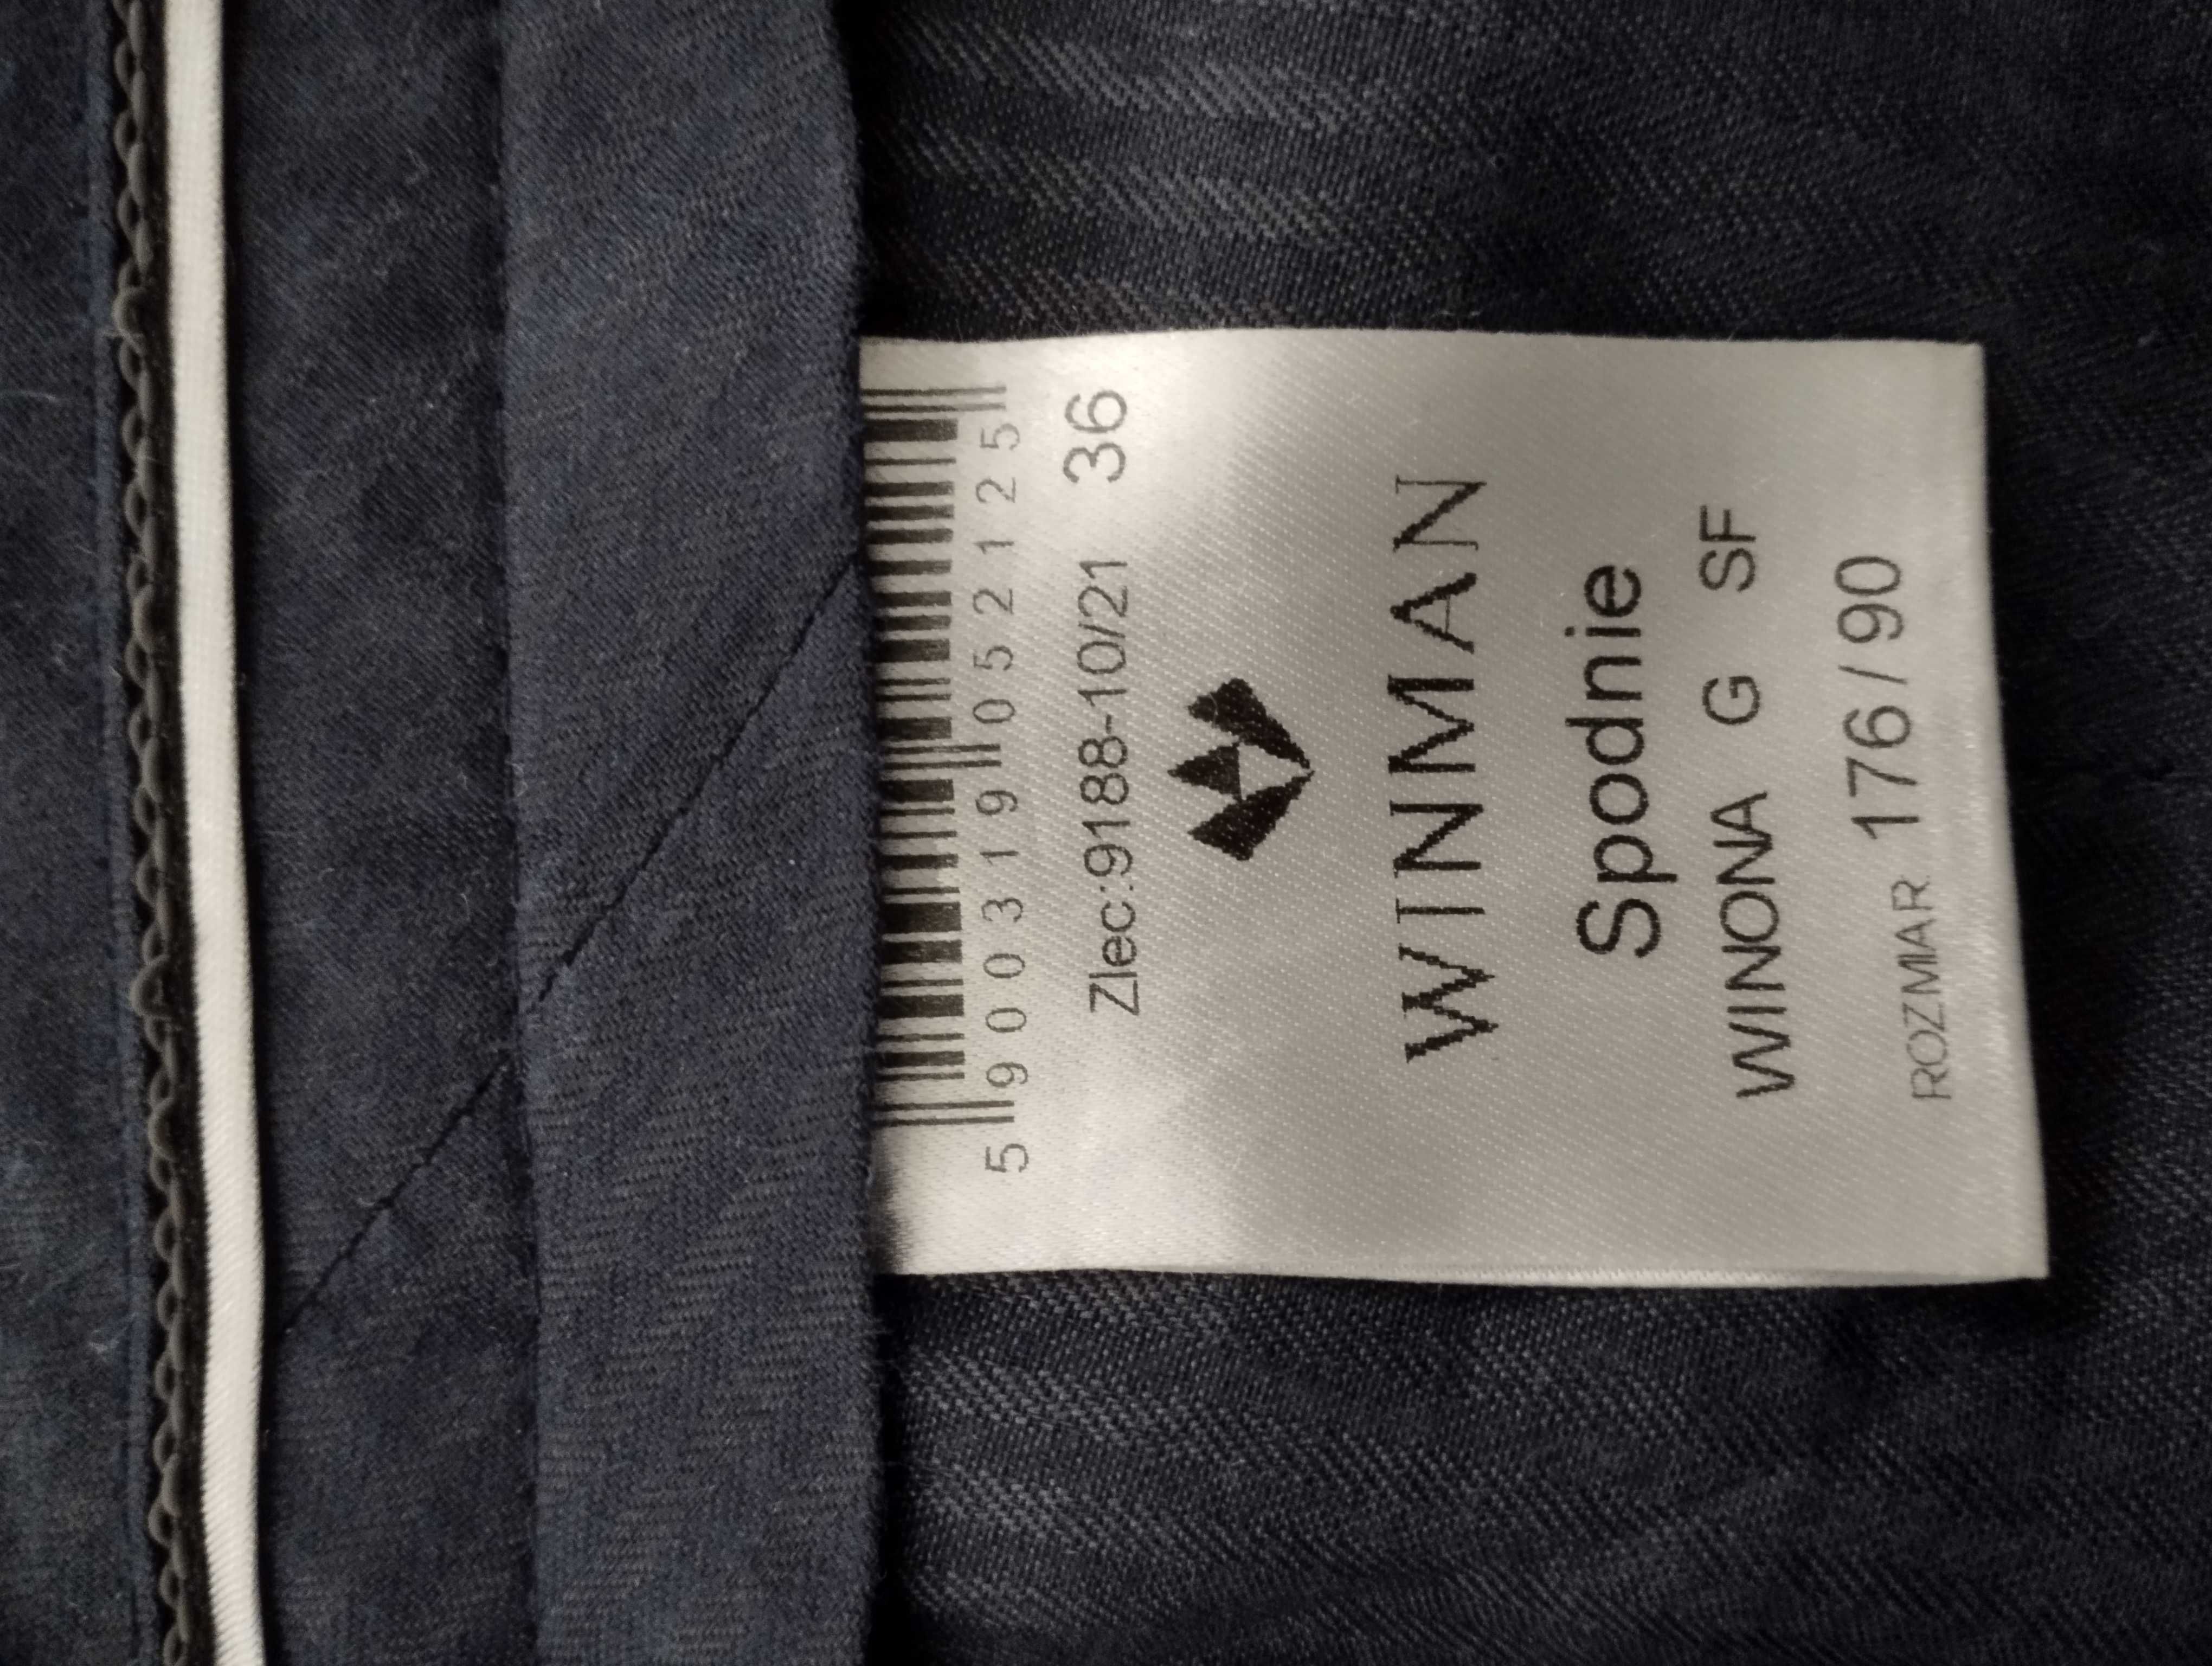 5 900319 052125
Zlec:9188-10/21 36
WINMAN
Spodnie
WINONA G SF
ROZMIAR 176/90